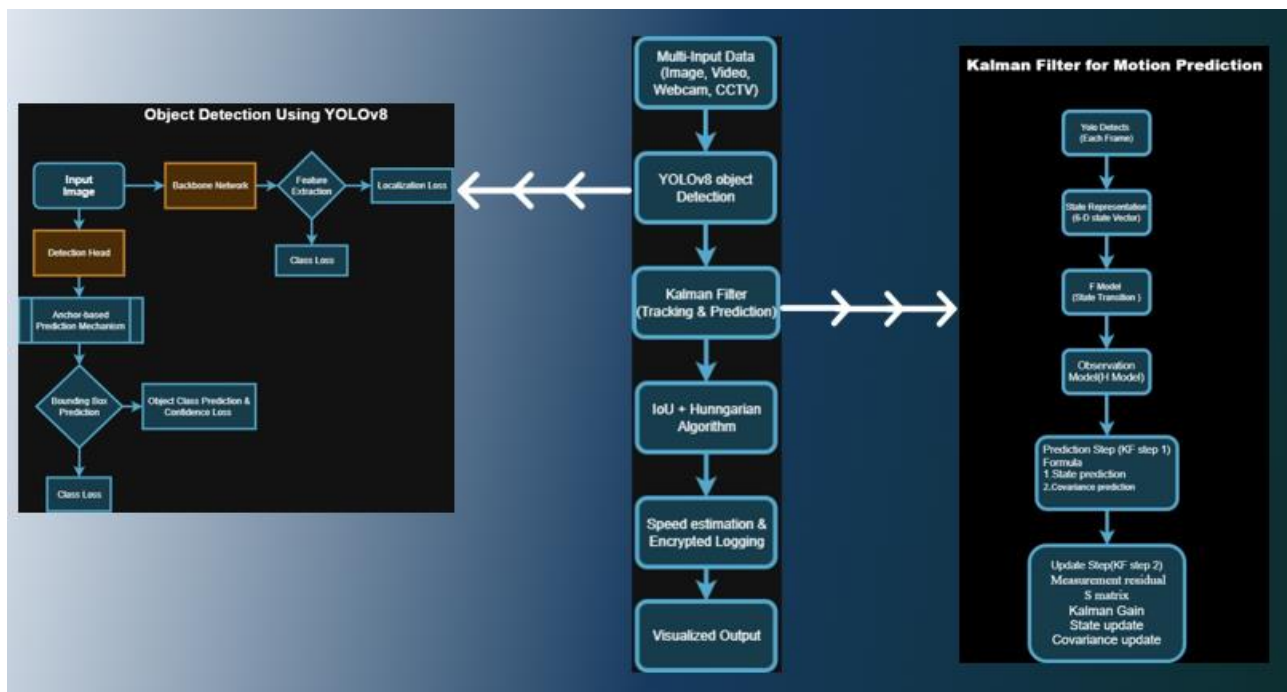 Object Detection Using YOLOv8
Input
Image
Backbone Network
Feature
Extraction
Localization Loss
Class Loss
Detection Head
Anchor-based
Prediction Mechanism
Bounding Box
Prediction
Object Class Prediction &
Confidence Loss
Class Loss
Multi-Input Data
(Image, Video,
Webcam, CCTV)
YOLOv8 object
Detection
Kalman Filter
(Tracking & Prediction)
IoU + Hunngarian
Algorithm
Speed estimation &
Encrypted Logging
Visualized Output
Kalman Filter for Motion Prediction
Yolo Detects
(Each Frame)
State Representation
(6-D state Vector)
F Model
(State Transition )
Observation
Model(H Model)
Prediction Step (KF step 1)
Formula
1.State prediction
2.Covariance prediction
Update Step(KF step 2)
Measurement residual
S matrix
Kalman Gain
State update
Covariance update